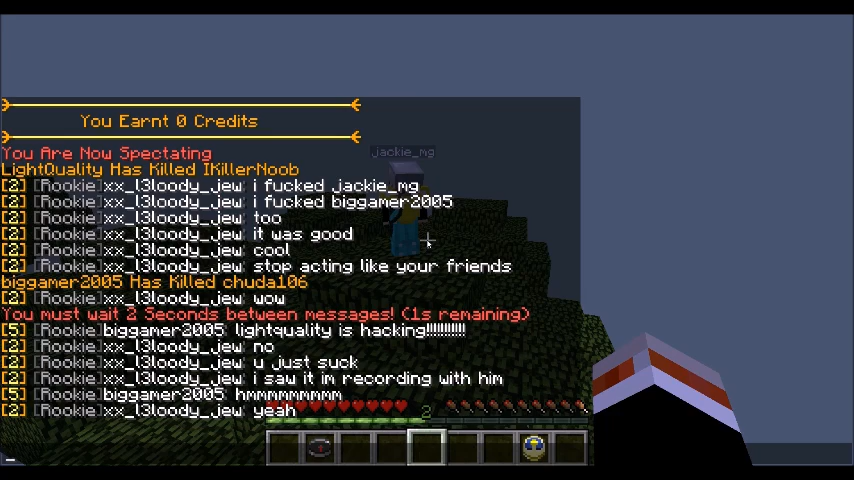 You Earnt 0 Credits
jackie_mg
You Are Now Spectating
LightQuality Has Killed IKillerNoob
[2] [Rookie]xx_l3loody_jew: i fucked jackie_mg
[2] [Rookie]xx_l3loody_jew: i fucked biggamer2005
[2] [Rookie]xx_l3loody_jew: too
[2] [Rookie]xx_l3loody_jew: it was good
[2] [Rookie]xx_l3loody_jew: cool
[2] [Rookie]xx_l3loody_jew: stop acting like your friends
biggamer2005 Has Killed chuda106
[2] [Rookie]xx_l3loody_jew: wow
You must wait 2 Seconds between messages! (1s remaining)
[5] [Rookie]biggamer2005: lightquality is hacking!!!!!!!!!!
[2] [Rookie]xx_l3loody_jew: no
[2] [Rookie]xx_l3loody_jew: u just suck
[2] [Rookie]xx_l3loody_jew: i saw it im recording with him
[5] [Rookie]biggamer2005: hmmmmmmmmm
[2] [Rookie]xx_l3loody_jew: yeah
2